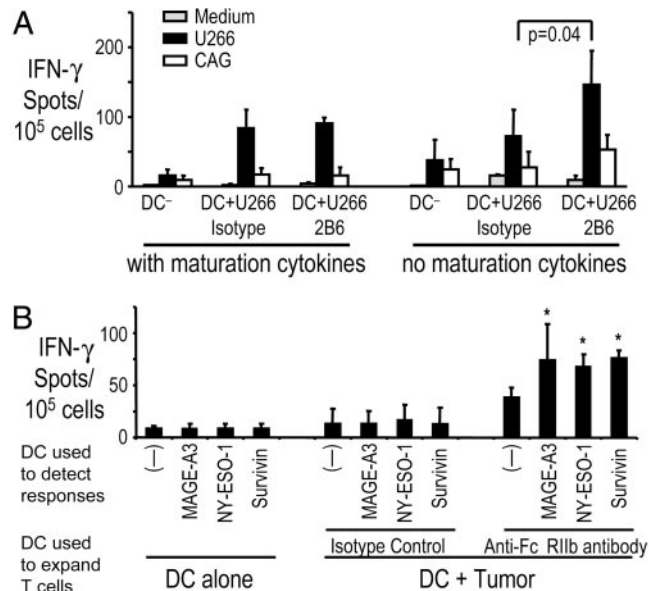 A
IFN-γ
Spots/
10⁵ cells
200
100
0
Medium
U266
CAG
p=0.04
DC⁻ DC+U266 DC+U266 DC⁻ DC+U266 DC+U266
Isotype 2B6 Isotype 2B6
with maturation cytokines no maturation cytokines
B
IFN-γ
Spots/
10⁵ cells
100
50
0
* * *
DC used
to detect
responses
(—) MAGE-A3 NY-ESO-1 Survivin (—) MAGE-A3 NY-ESO-1 Survivin (—) MAGE-A3 NY-ESO-1 Survivin
DC used
to expand
T cells
Isotype Control Anti-Fc RIIb antibody
DC alone DC + Tumor